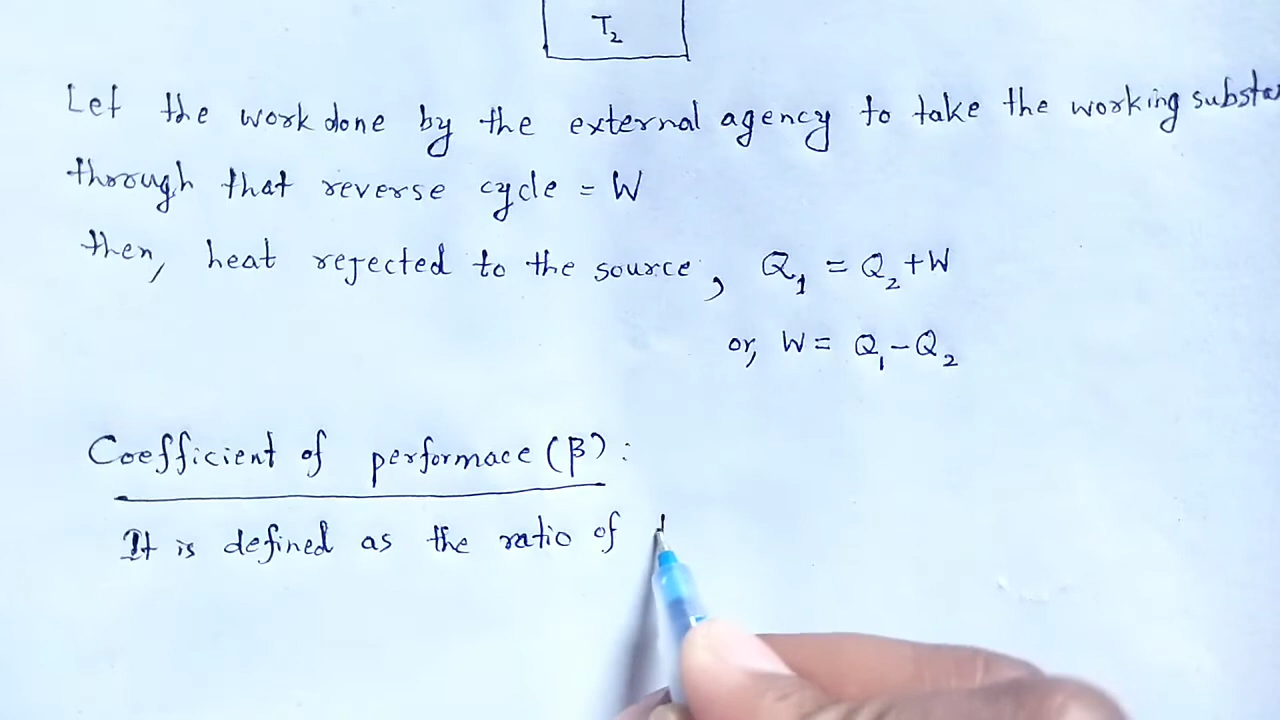 T2
Let the work done by the external agency to take the working
through that reverse cycle = W
then, heat rejected to the source, Q1 = Q2 + W
or, W = Q1 - Q2
Coefficient of performace (β) :
It is defined as the ratio of